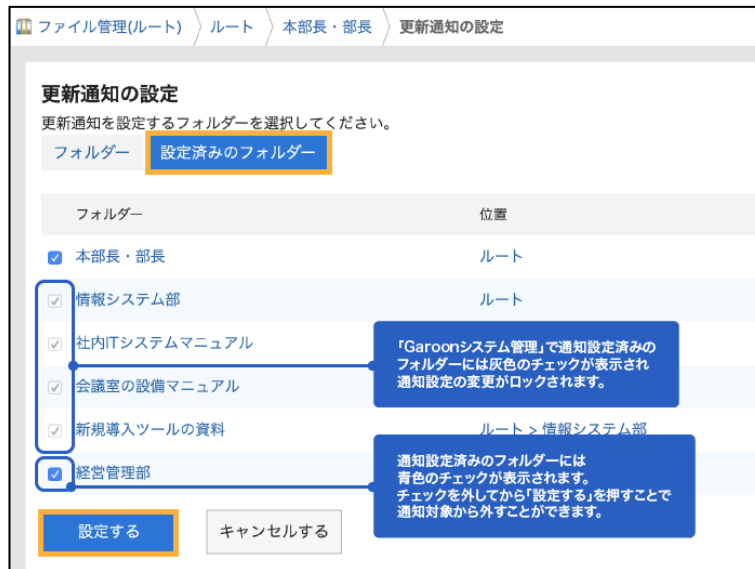 ファイル管理(ルート) 〉 ルート 〉 本部長・部長 〉 更新通知の設定
更新通知の設定
更新通知を設定するフォルダーを選択してください。
フォルダー 設定済みのフォルダー
フォルダー 位置
本部長・部長 ルート
情報システム部 ルート
社内ITシステムマニュアル
「Garoonシステム管理」で通知設定済みの
フォルダーには灰色のチェックが表示され
通知設定の変更がロックされます。
会議室の設備マニュアル
新規導入ツールの資料 ルート > 情報システム部
経営管理部
通知設定済みのフォルダーには
青色のチェックが表示されます。
チェックを外してから「設定する」を押すことで
通知対象から外すことができます。
設定する キャンセルする